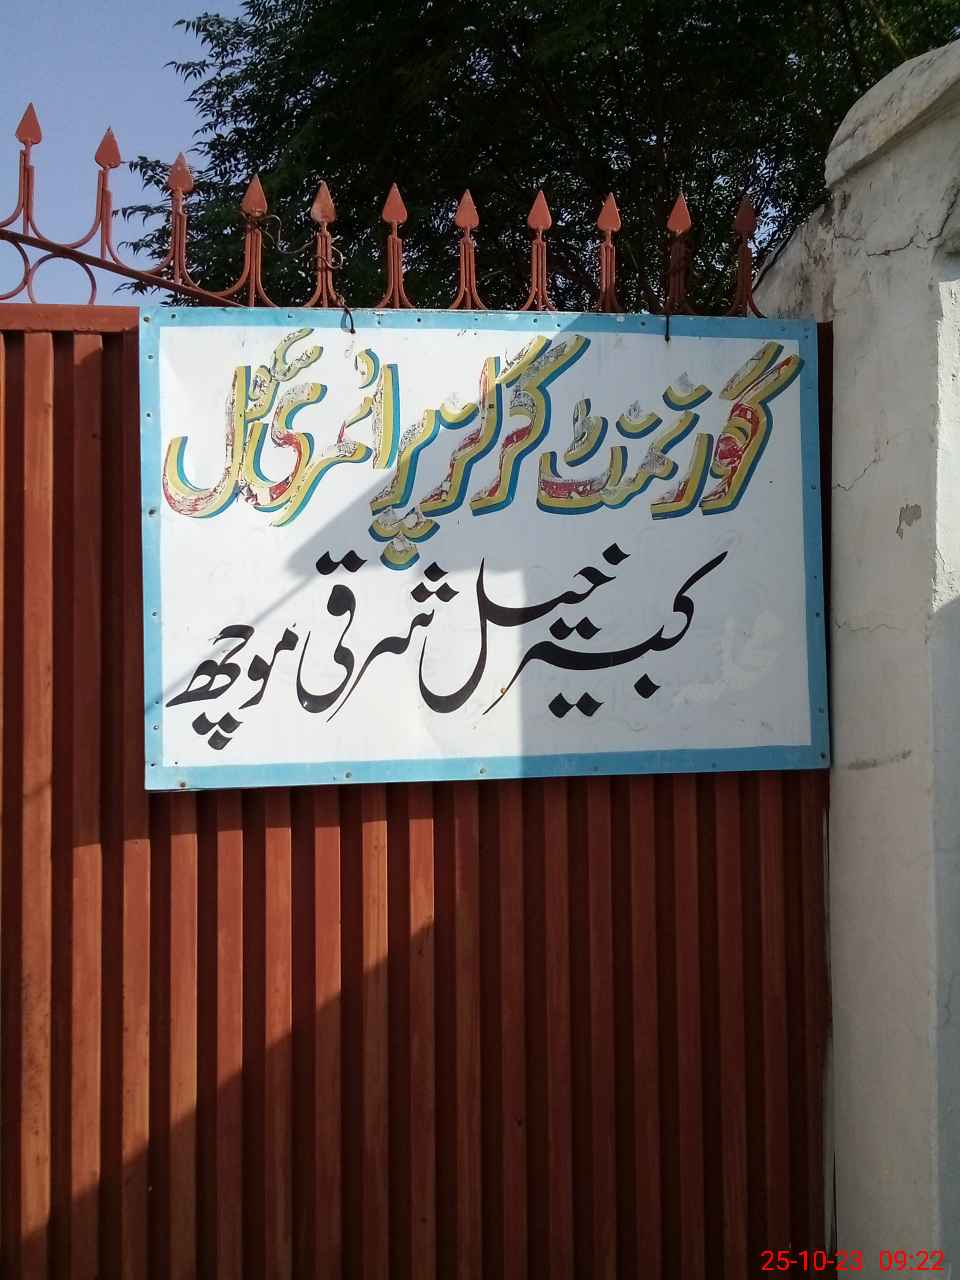 گورنمنٹ گرلز پرائمری سکول
کبیر خیل شرقی موچھ
25-10-23 09:22